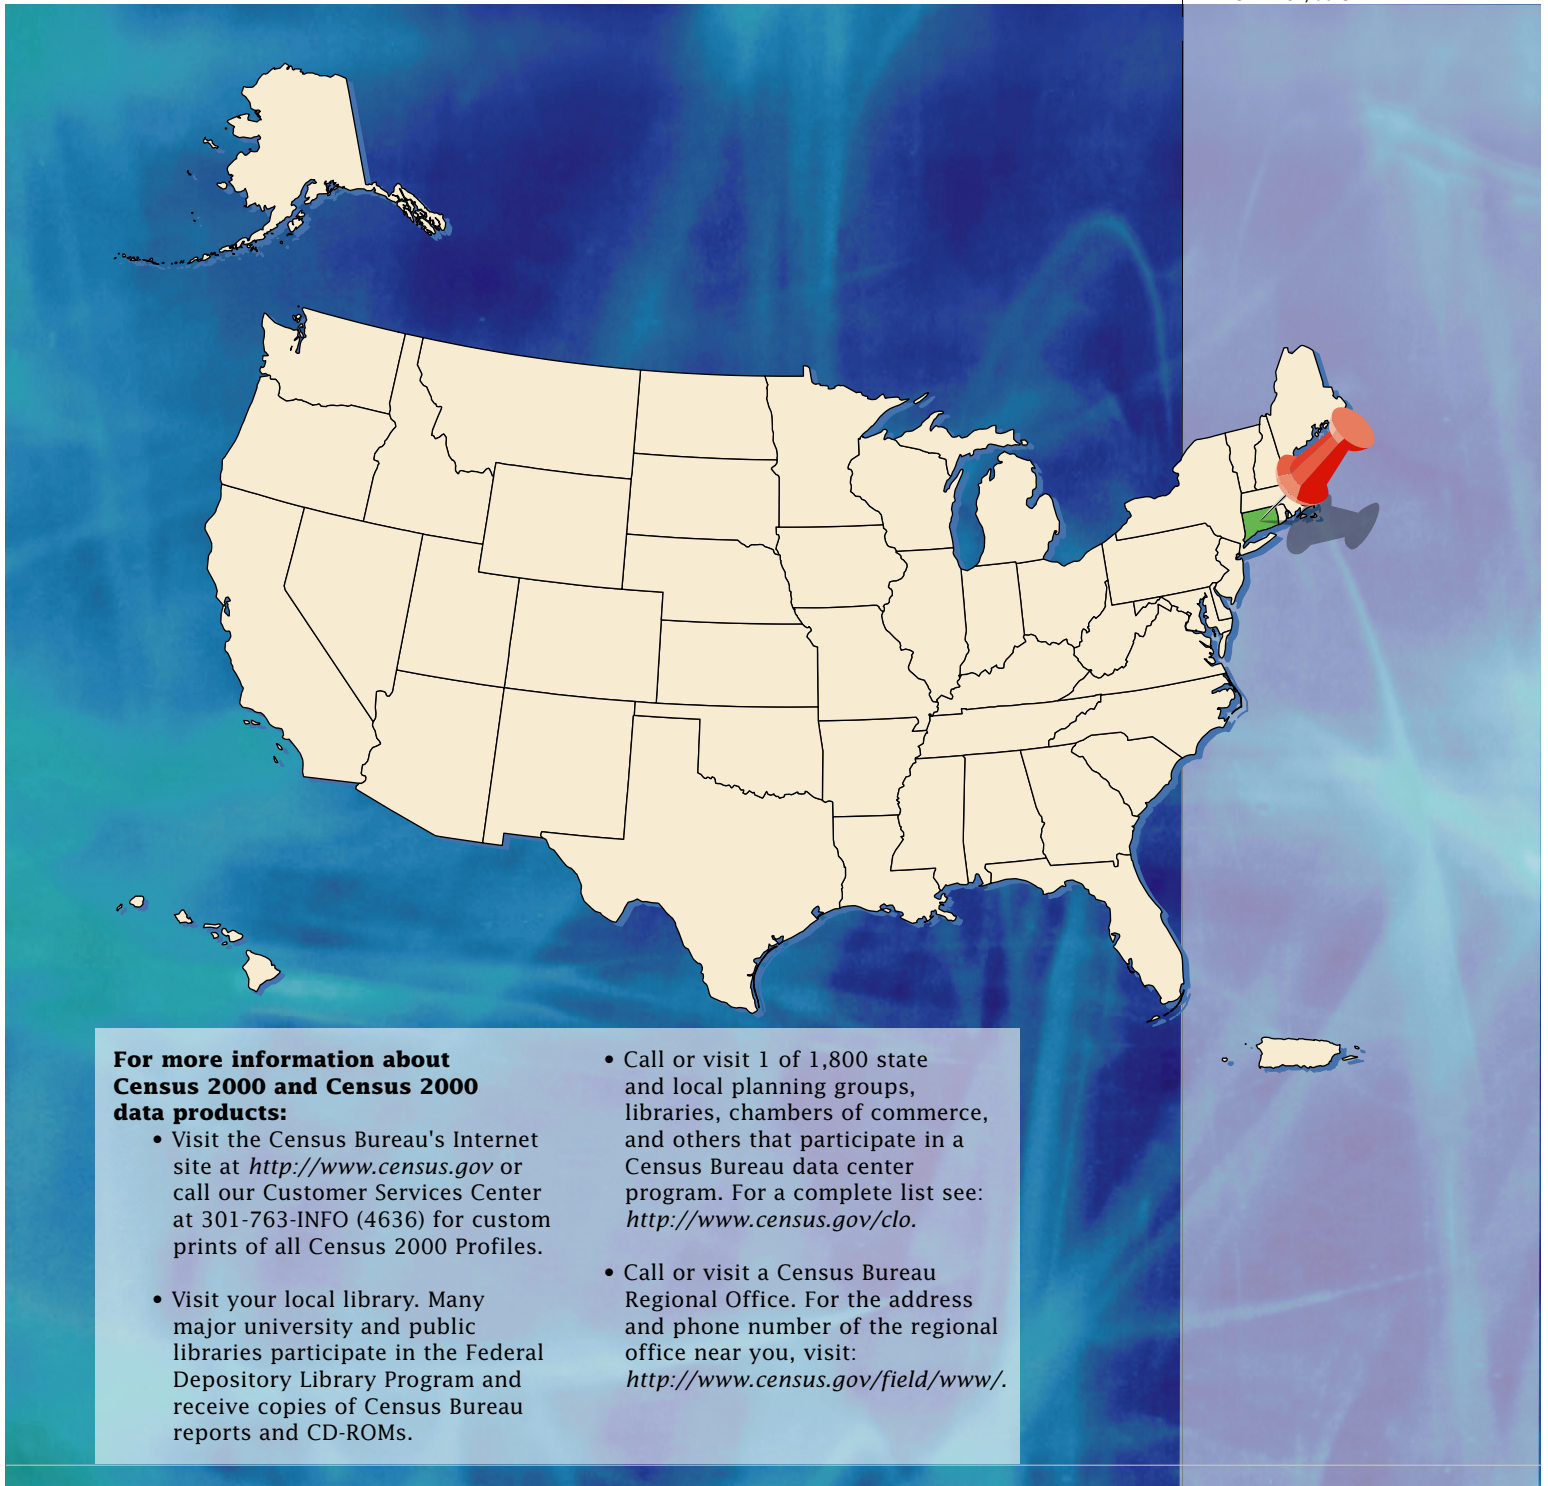 For more information about
Census 2000 and Census 2000
data products:
• Visit the Census Bureau's Internet
site at http://www.census.gov or
call our Customer Services Center
at 301-763-INFO (4636) for custom
prints of all Census 2000 Profiles.
• Visit your local library. Many
major university and public
libraries participate in the Federal
Depository Library Program and
receive copies of Census Bureau
reports and CD-ROMs.
• Call or visit 1 of 1,800 state
and local planning groups,
libraries, chambers of commerce,
and others that participate in a
Census Bureau data center
program. For a complete list see:
http://www.census.gov/clo.
• Call or visit a Census Bureau
Regional Office. For the address
and phone number of the regional
office near you, visit:
http://www.census.gov/field/www/.